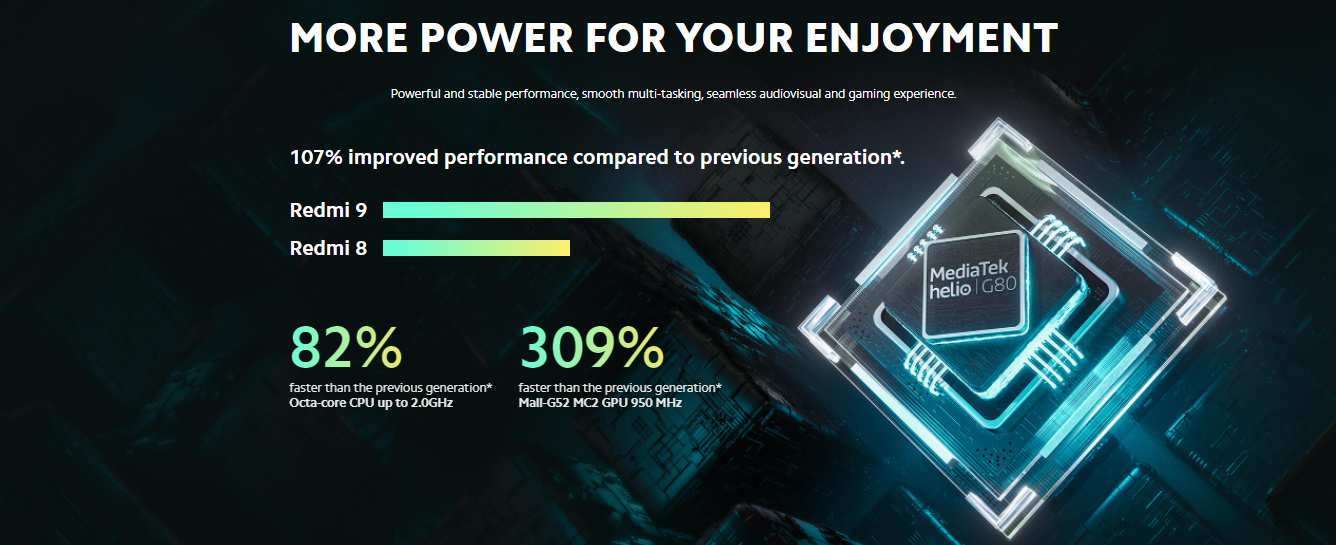 MORE POWER FOR YOUR ENJOYMENT
Powerful and stable performance, smooth multi-tasking, seamless audiovisual and gaming experience.
107% improved performance compared to previous generation*.
Redmi 9
Redmi 8
82%
faster than the previous generation*
Octa-core CPU up to 2.0GHz
309%
faster than the previous generation*
Mall-G52 MC2 GPU 950 MHz
MediaTek
helio | G80